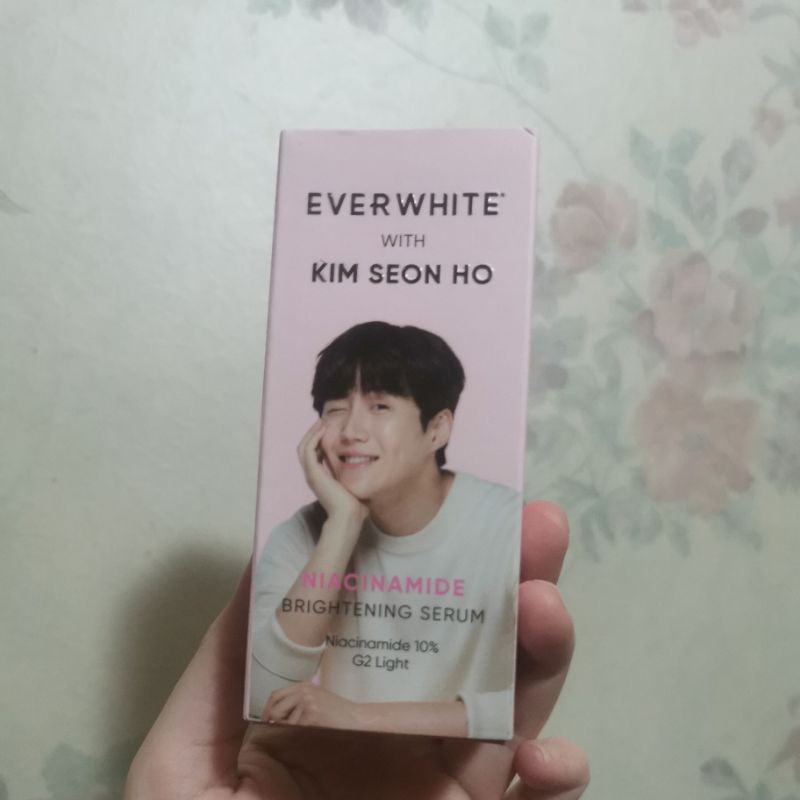 EVERWHITE®
WITH
KIM SEON HO
NIACINAMIDE
BRIGHTENING SERUM
Niacinamide 10%
G2 Light